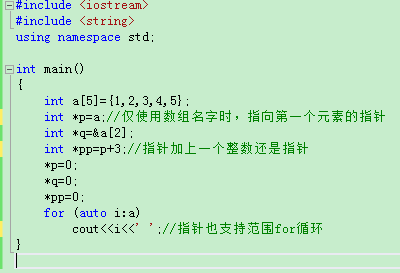 #include <iostream>
#include <string>
using namespace std;
int main()
{
int a[5]={1,2,3,4,5};
int *p=a;//仅使用数组名字时，指向第一个元素的指针
int *q=&a[2];
int *pp=p+3;//指针加上一个整数还是指针
*p=0;
*q=0;
*pp=0;
for (auto i:a)
cout<<i<<' ';//指针也支持范围for循环
}